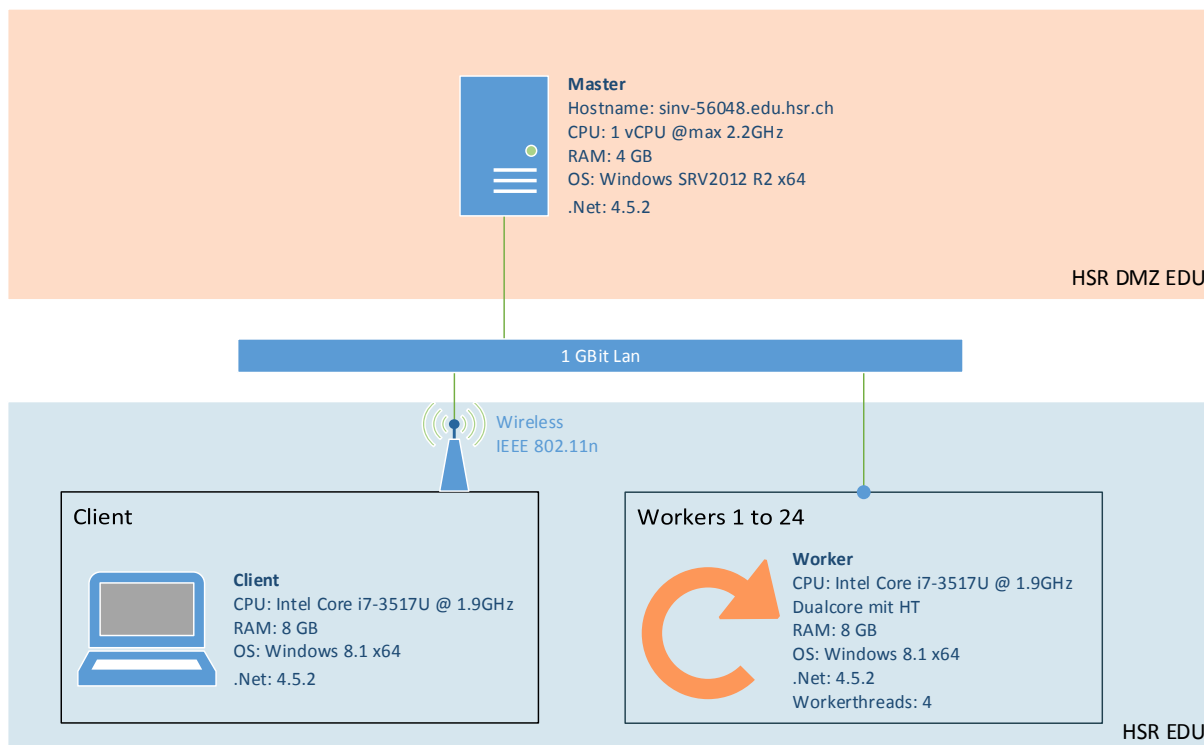 Master
Hostname: sinv-56048.edu.hsr.ch
CPU: 1 vCPU @max 2.2GHz
RAM: 4 GB
OS: Windows SRV2012 R2 x64
.Net: 4.5.2
HSR DMZ EDU
1 GBit Lan
Wireless
IEEE 802.11n
Client
Client
CPU: Intel Core i7-3517U @ 1.9GHz
RAM: 8 GB
OS: Windows 8.1 x64
.Net: 4.5.2
Workers 1 to 24
Worker
CPU: Intel Core i7-3517U @ 1.9GHz
Dualcore mit HT
RAM: 8 GB
OS: Windows 8.1 x64
.Net: 4.5.2
Workerthreads: 4
HSR EDU